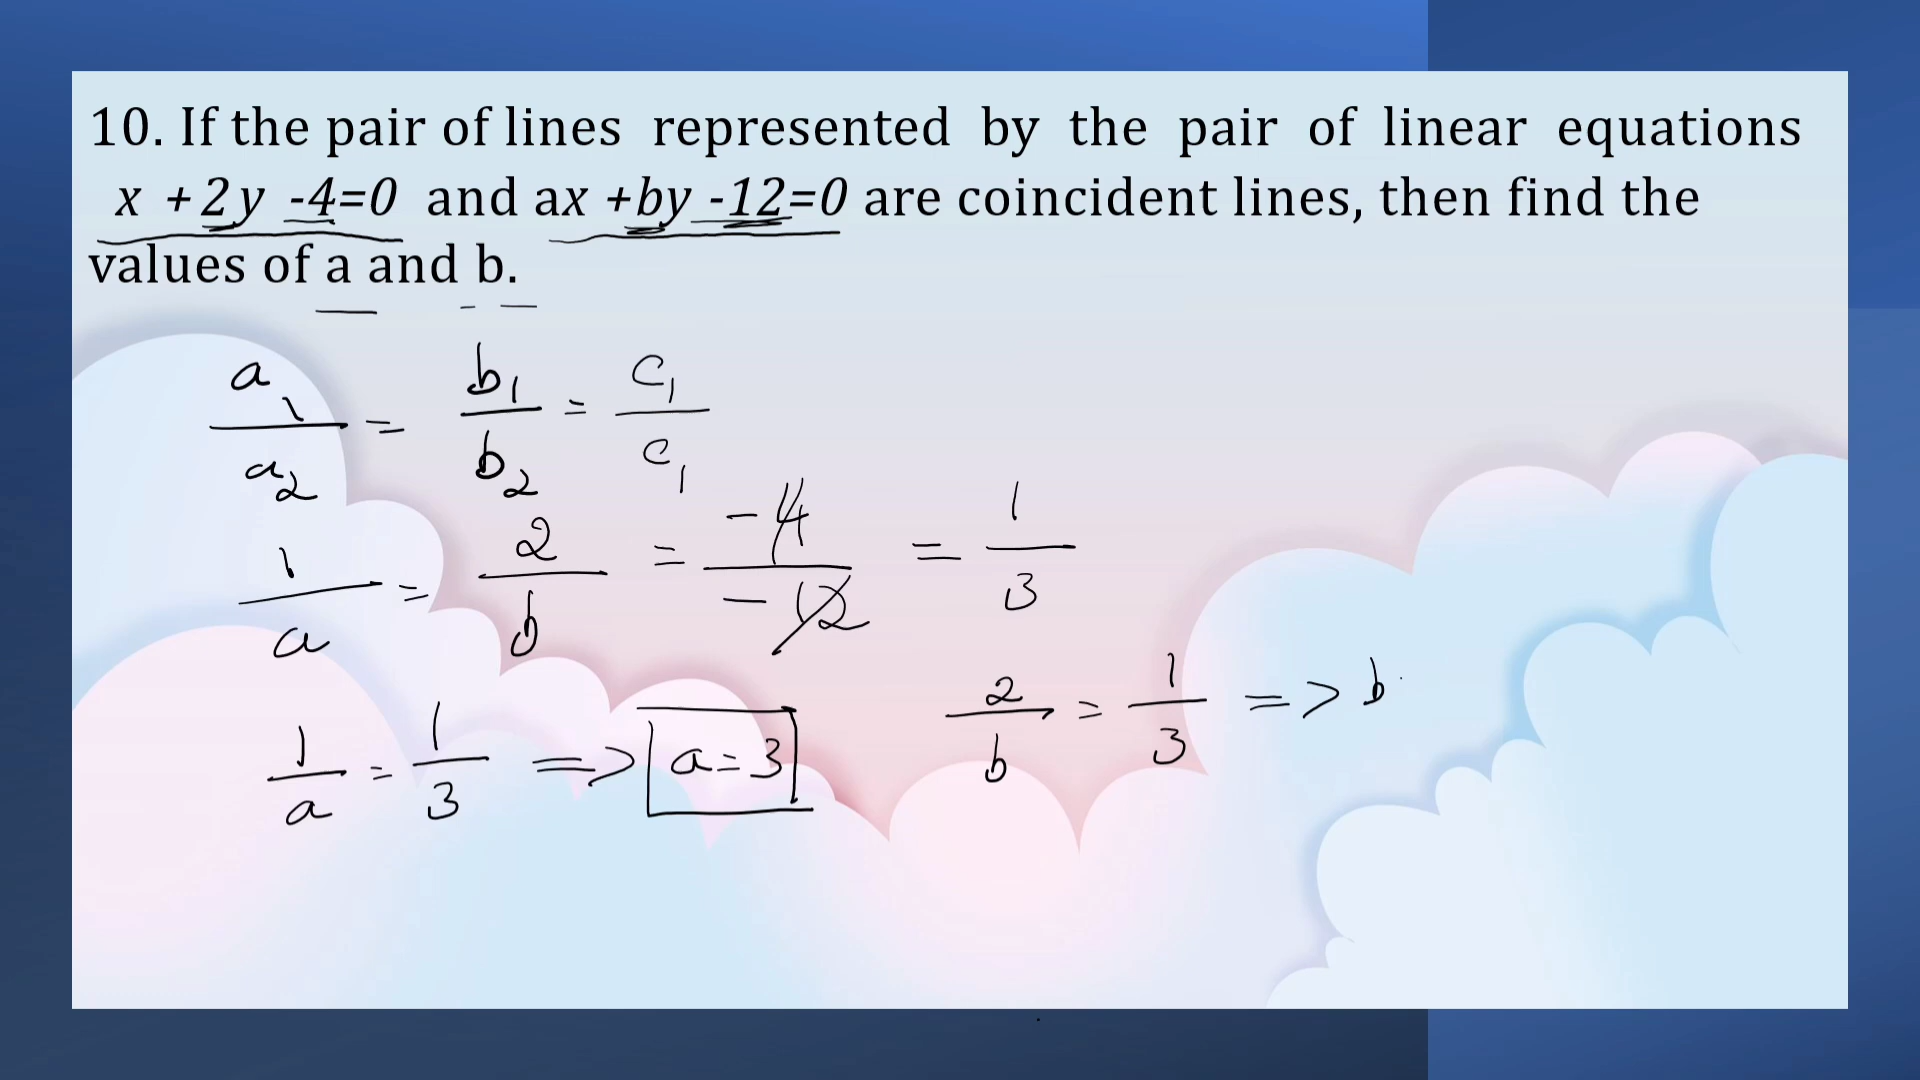 10. If the pair of lines represented by the pair of linear equations
x +2y -4=0 and ax +by -12=0 are coincident lines, then find the
values of a and b.
a1/a2 = b1/b2 = c1/c1
1/a = 2/b = -4/-12 = 1/3
1/a = 1/3 => a=3
2/b = 1/3 => b